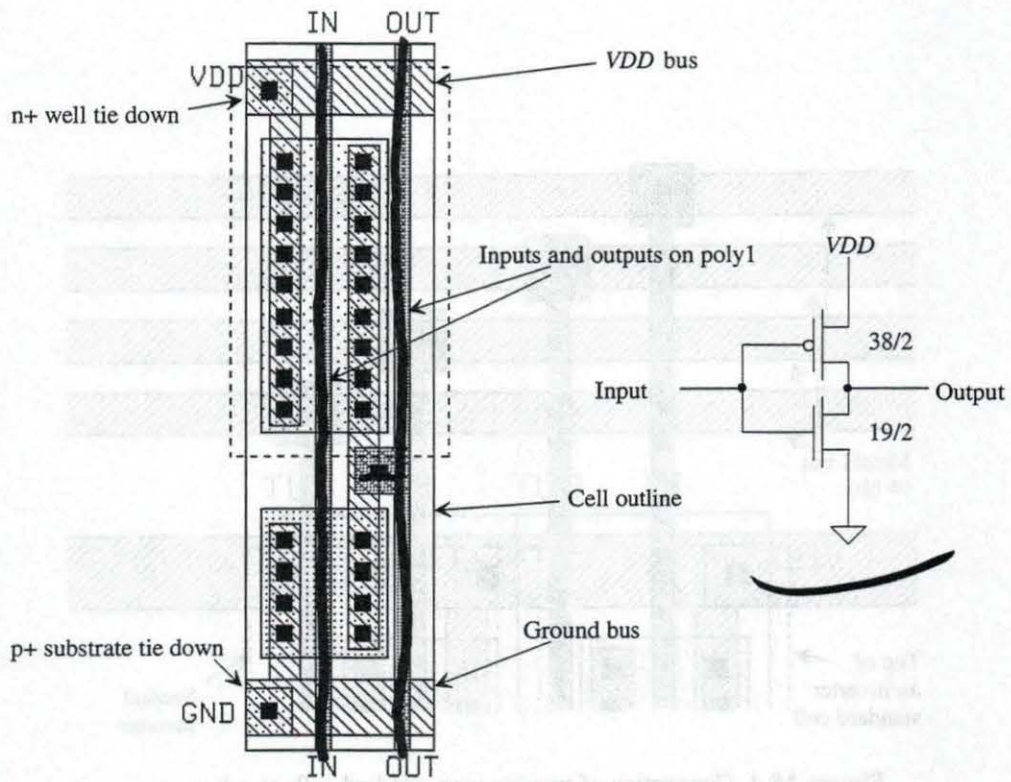 IN OUT
VDD
VDD bus
n+ well tie down
Inputs and outputs on poly1
VDD
38/2
Input
Output
19/2
Cell outline
Ground bus
p+ substrate tie down
GND
IN OUT